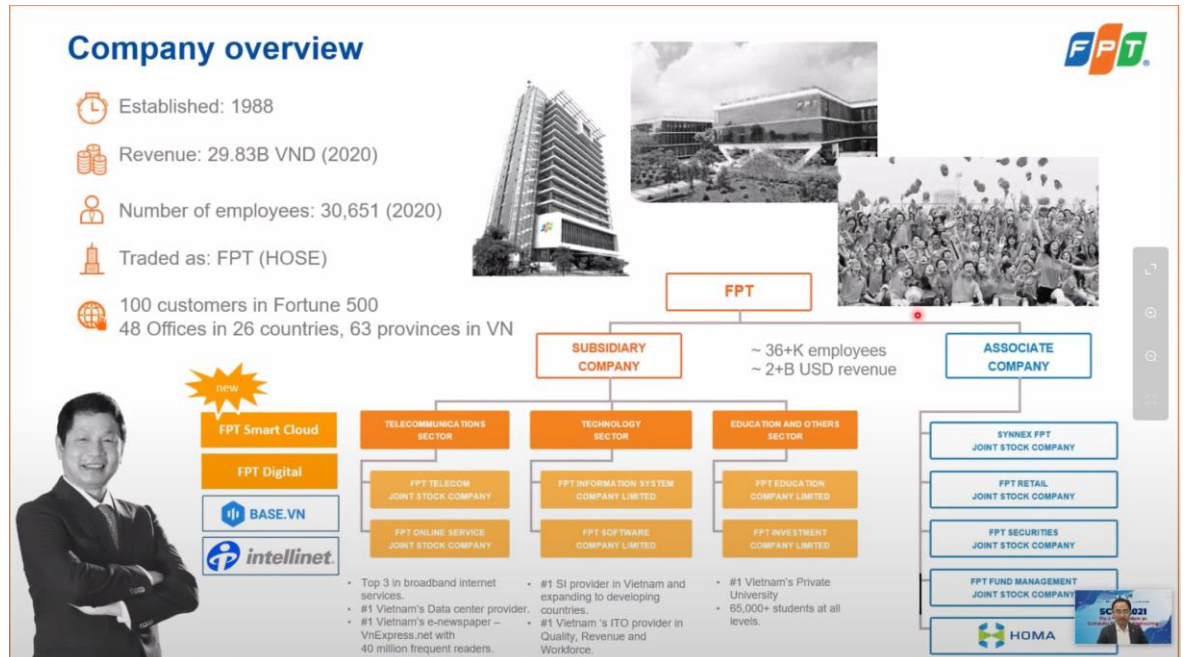 Company overview
FPT
Established: 1988
Revenue: 29.83B VND (2020)
Number of employees: 30,651 (2020)
Traded as: FPT (HOSE)
100 customers in Fortune 500
48 Offices in 26 countries, 63 provinces in VN
FPT
SUBSIDIARY
COMPANY
~ 36+K employees
~ 2+B USD revenue
ASSOCIATE
COMPANY
new
FPT Smart Cloud
FPT Digital
BASE.VN
intellinet.
TELECOMMUNICATIONS
SECTOR
FPT TELECOM
JOINT STOCK COMPANY
FPT ONLINE SERVICE
JOINT STOCK COMPANY
• Top 3 in broadband internet
services.
• #1 Vietnam's Data center provider.
• #1 Vietnam's e-newspaper –
VnExpress.net with
40 million frequent readers.
TECHNOLOGY
SECTOR
FPT INFORMATION SYSTEM
COMPANY LIMITED
FPT SOFTWARE
COMPANY LIMITED
• #1 SI provider in Vietnam and
expanding to developing
countries.
• #1 Vietnam 's ITO provider in
Quality, Revenue and
Workforce.
EDUCATION AND OTHERS
SECTOR
FPT EDUCATION
COMPANY LIMITED
FPT INVESTMENT
COMPANY LIMITED
• #1 Vietnam's Private
University
• 65,000+ students at all
levels.
SYNNEX FPT
JOINT STOCK COMPANY
FPT RETAIL
JOINT STOCK COMPANY
FPT SECURITIES
JOINT STOCK COMPANY
FPT FUND MANAGEMENT
JOINT STOCK COMPANY
HOMA